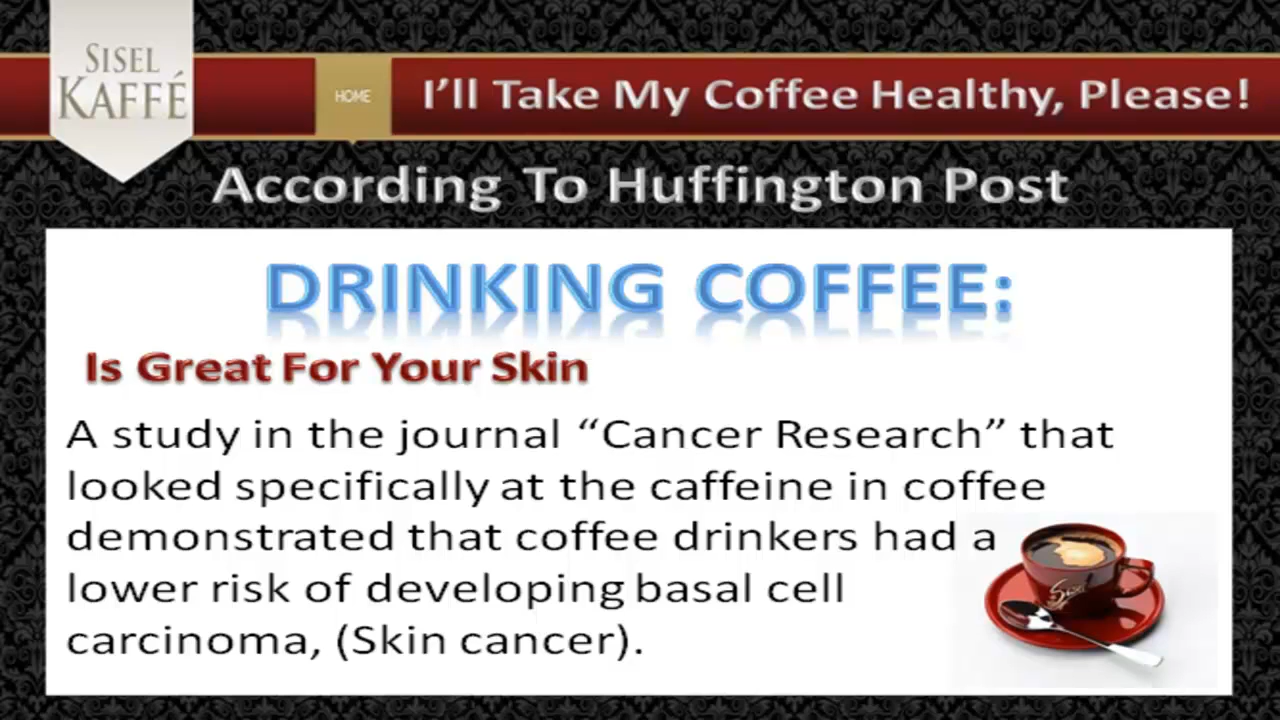 SISEL
KAFFÉ
HOME
I'll Take My Coffee Healthy, Please!
According To Huffington Post
DRINKING COFFEE:
Is Great For Your Skin
A study in the journal “Cancer Research” that
looked specifically at the caffeine in coffee
demonstrated that coffee drinkers had a
lower risk of developing basal cell
carcinoma, (Skin cancer).
Sisel